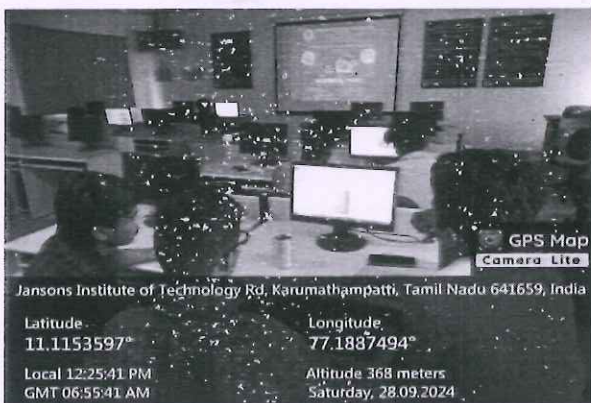 GPS Map
Camera Lite
Jansons Institute of Technology Rd, Karumathampatti, Tamil Nadu 641659, India
Latitude
11.1153597°
Longitude
77.1887494°
Local 12:25:41 PM
GMT 06:55:41 AM
Altitude 368 meters
Saturday, 28.09.2024